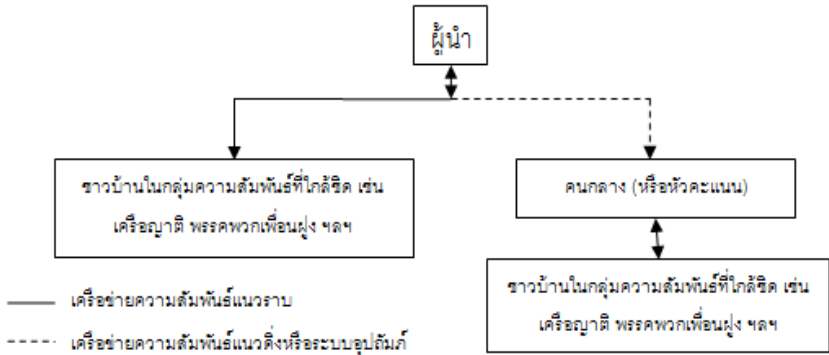 ผู้นำ
ชาวบ้านในกลุ่มความสัมพันธ์ที่ใกล้ชิด เช่น
เครือญาติ พรรคพวกเพื่อนฝูง ฯลฯ
คนกลาง (หรือหัวคะแนน)
ชาวบ้านในกลุ่มความสัมพันธ์ที่ใกล้ชิด เช่น
เครือญาติ พรรคพวกเพื่อนฝูง ฯลฯ
เครือข่ายความสัมพันธ์แนวราบ
เครือข่ายความสัมพันธ์แนวดิ่งหรือระบบอุปถัมภ์